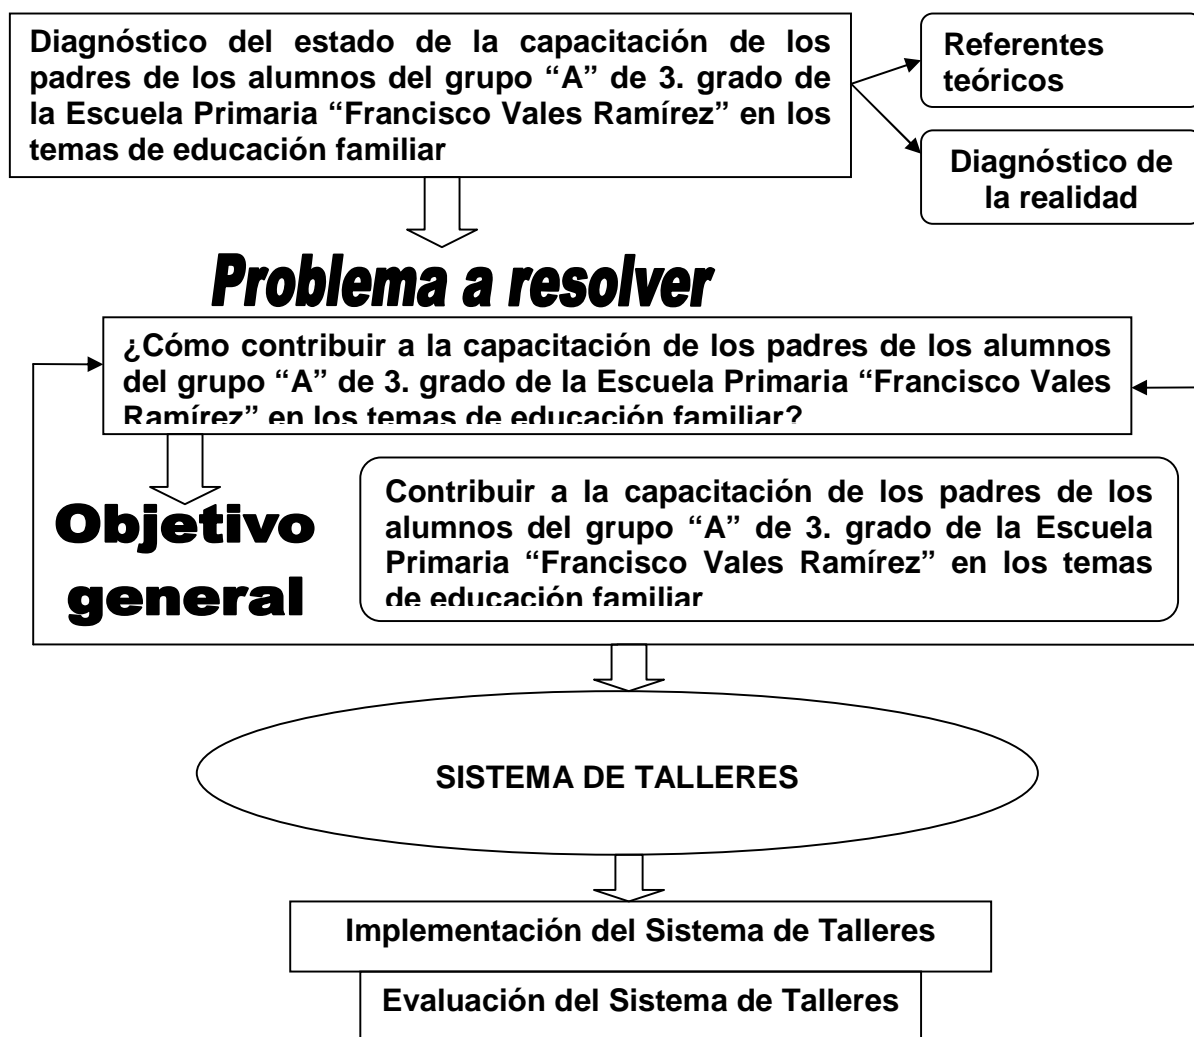 Diagnóstico del estado de la capacitación de los
padres de los alumnos del grupo “A” de 3. grado de
la Escuela Primaria “Francisco Vales Ramírez” en los
temas de educación familiar
Referentes
teóricos
Diagnóstico de
la realidad
Problema a resolver
¿Cómo contribuir a la capacitación de los padres de los alumnos
del grupo “A” de 3. grado de la Escuela Primaria “Francisco Vales
Ramírez” en los temas de educación familiar?
Objetivo
general
Contribuir a la capacitación de los padres de los
alumnos del grupo “A” de 3. grado de la Escuela
Primaria “Francisco Vales Ramírez” en los temas
de educación familiar
SISTEMA DE TALLERES
Implementación del Sistema de Talleres
Evaluación del Sistema de Talleres